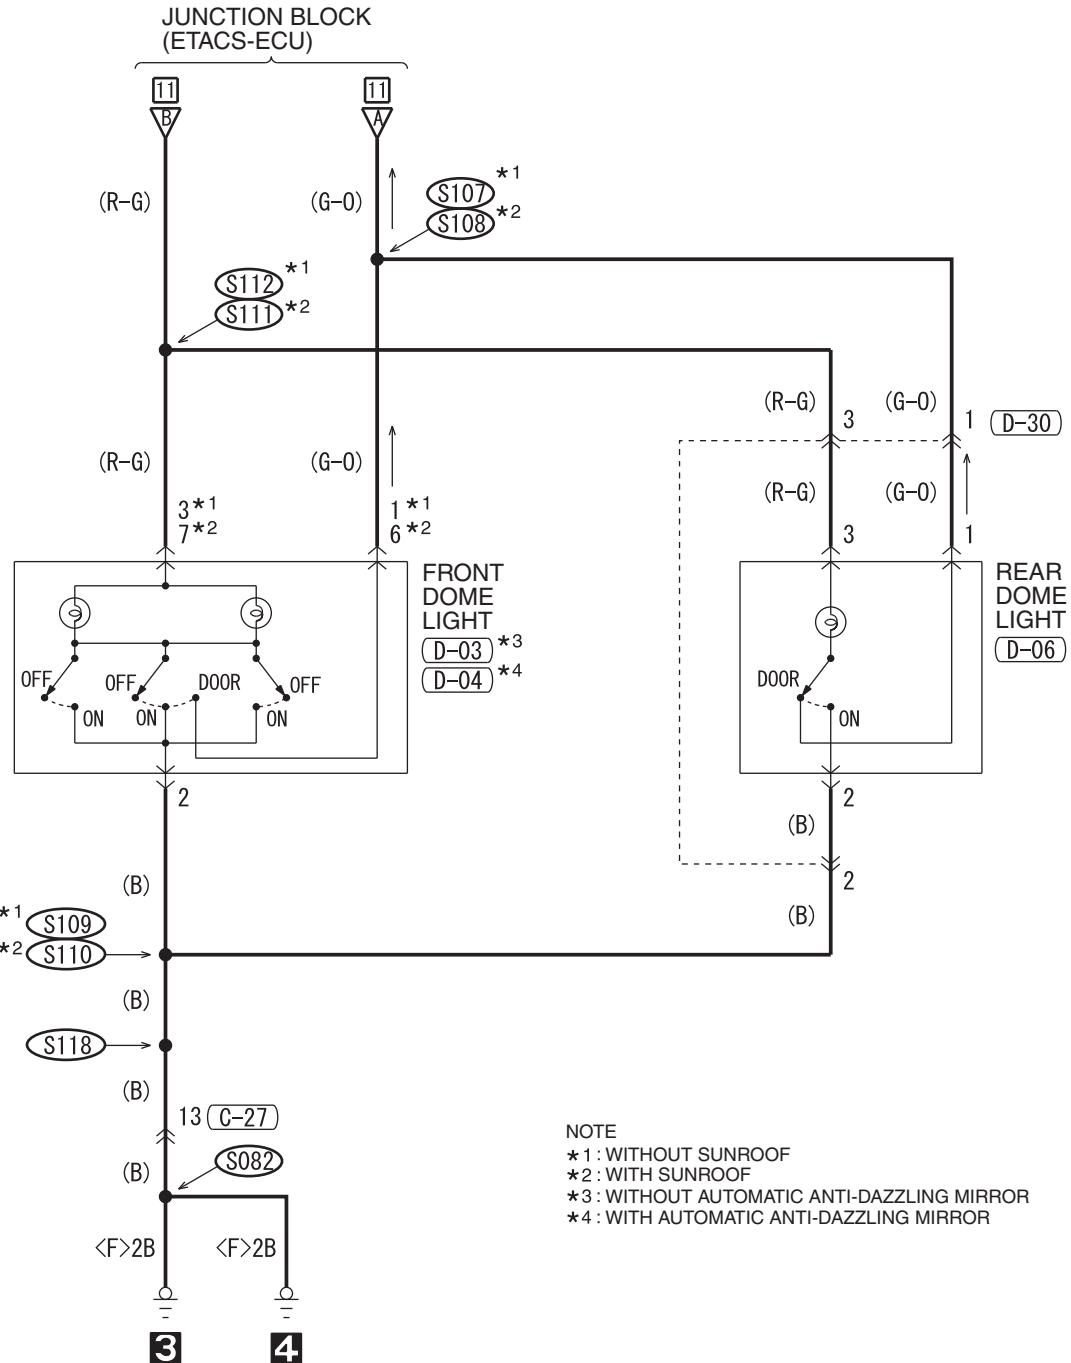 JUNCTION BLOCK
(ETACS-ECU)
11 11
B A
(R-G) (G-O)
S107 *1
S108 *2
S112 *1
S111 *2
(R-G) 3 (G-O) 1 D-30
(R-G) (G-O)
3*1 1*1
7*2 6*2
(R-G) 3 (G-O) 1
FRONT
DOME
LIGHT
D-03 *3
D-04 *4
REAR
DOME
LIGHT
D-06
OFF OFF DOOR OFF
ON ON ON
DOOR
ON
2 2
(B)
2
(B) (B)
*1 S109
*2 S110
(B)
S118
(B)
13 C-27
(B) S082
<F>2B <F>2B
3 4
NOTE
*1 : WITHOUT SUNROOF
*2 : WITH SUNROOF
*3 : WITHOUT AUTOMATIC ANTI-DAZZLING MIRROR
*4 : WITH AUTOMATIC ANTI-DAZZLING MIRROR